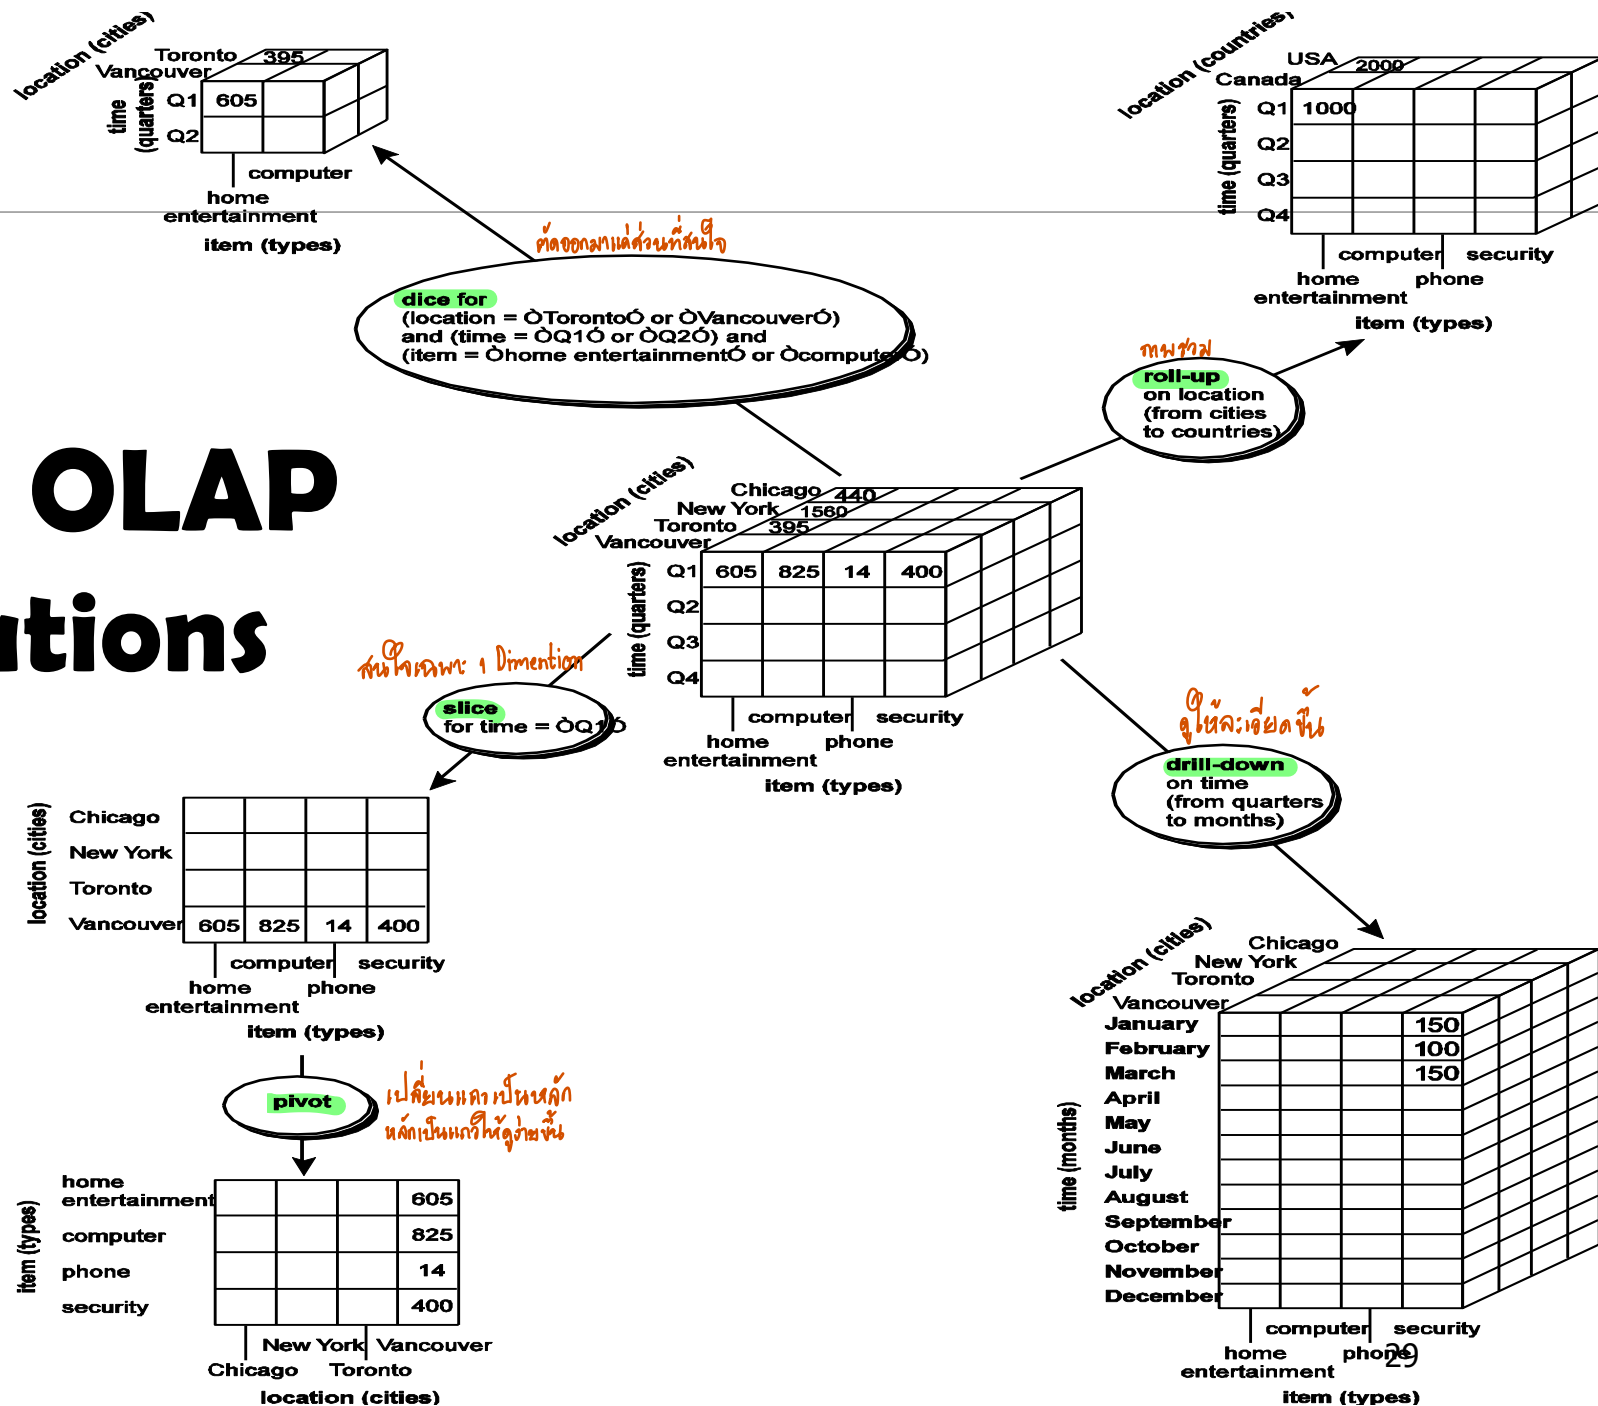 location (cities)
Toronto
395
Vancouver
time
(quarters)
Q1
605
Q2
computer
home
entertainment
item (types)
location (countries)
USA
2000
Canada
time (quarters)
Q1
1000
Q2
Q3
Q4
computer
security
home
entertainment
phone
item (types)
ตัดออกมาแค่ส่วนที่สนใจ
dice for
(location = ÒTorontoÓ or ÒVancouverÓ)
and (time = ÒQ1Ó or ÒQ2Ó) and
(item = Òhome entertainmentÓ or ÒcomputerÓ)
ภาพรวม
roll-up
on location
(from cities
to countries)
OLAP
tions
location (cities)
Chicago
440
New York
1560
Toronto
395
Vancouver
time (quarters)
Q1
605 825 14 400
Q2
Q3
Q4
computer
security
home
entertainment
phone
item (types)
สนใจเฉพาะ 1 Dimention
slice
for time = ÒQ1Ó
ดูให้ละเอียดขึ้น
drill-down
on time
(from quarters
to months)
location (cities)
Chicago
New York
Toronto
Vancouver
605 825 14 400
computer
security
home
entertainment
phone
item (types)
pivot
เปลี่ยนแถวเป็นหลัก
หลักเป็นแถวให้ดูง่ายขึ้น
item (types)
home
entertainment
605
computer
825
phone
14
security
400
New York
Vancouver
Chicago
Toronto
location (cities)
location (cities)
Chicago
New York
Toronto
Vancouver
time (months)
January
150
February
100
March
150
April
May
June
July
August
September
October
November
December
computer
security
home
entertainment
phone
item (types)
29